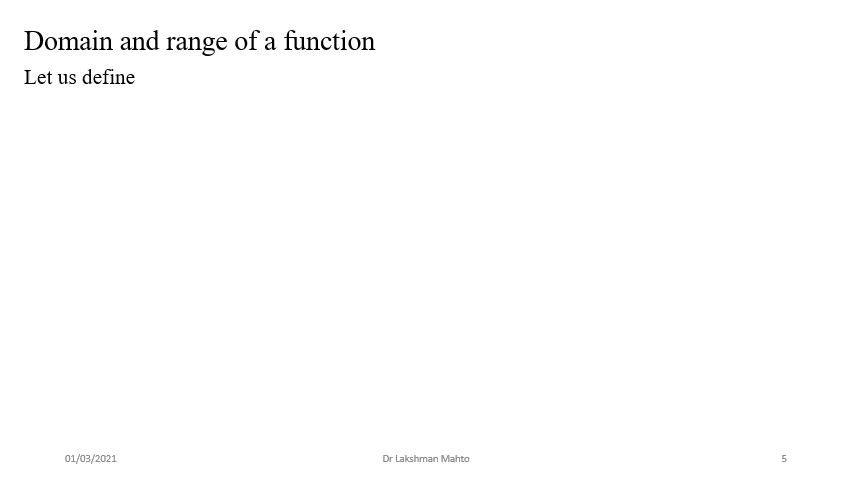 Domain and range of a function
Let us define
01/03/2021
Dr Lakshman Mahto
5